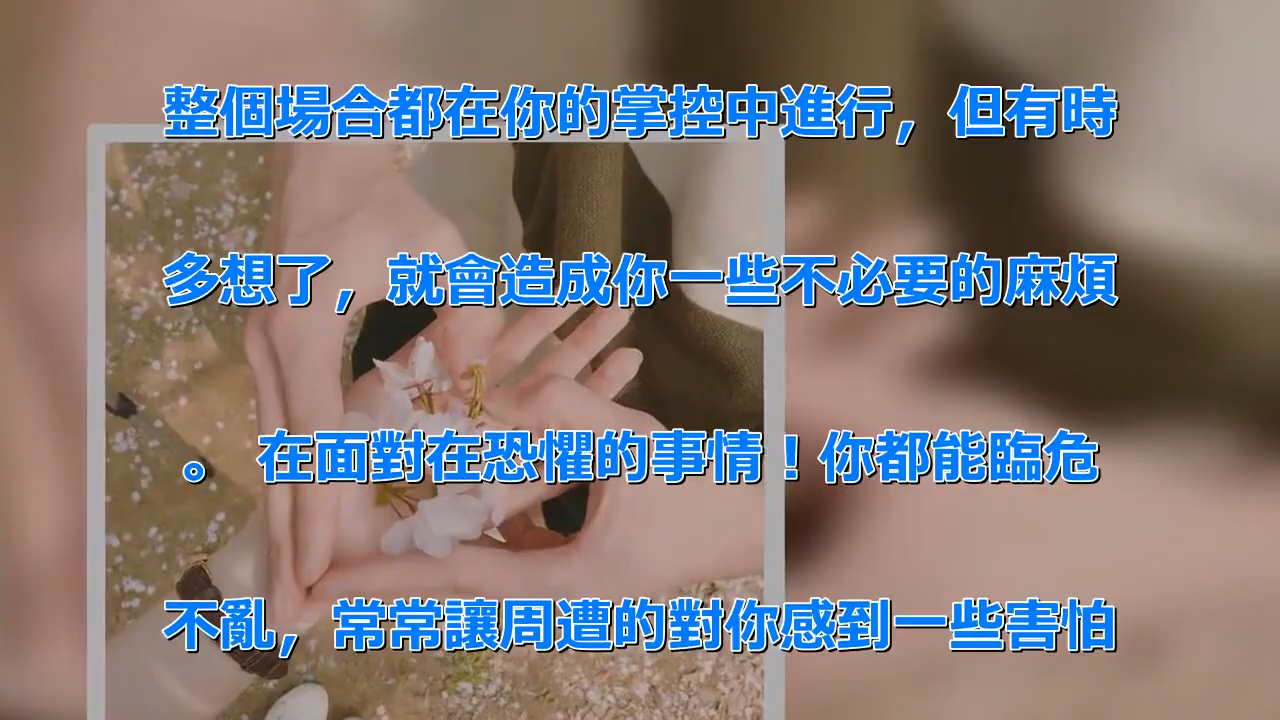 整個場合都在你的掌控中進行，但有時
多想了，就會造成你一些不必要的麻煩
。 在面對在恐懼的事情！你都能臨危
不亂，常常讓周遭的對你感到一些害怕